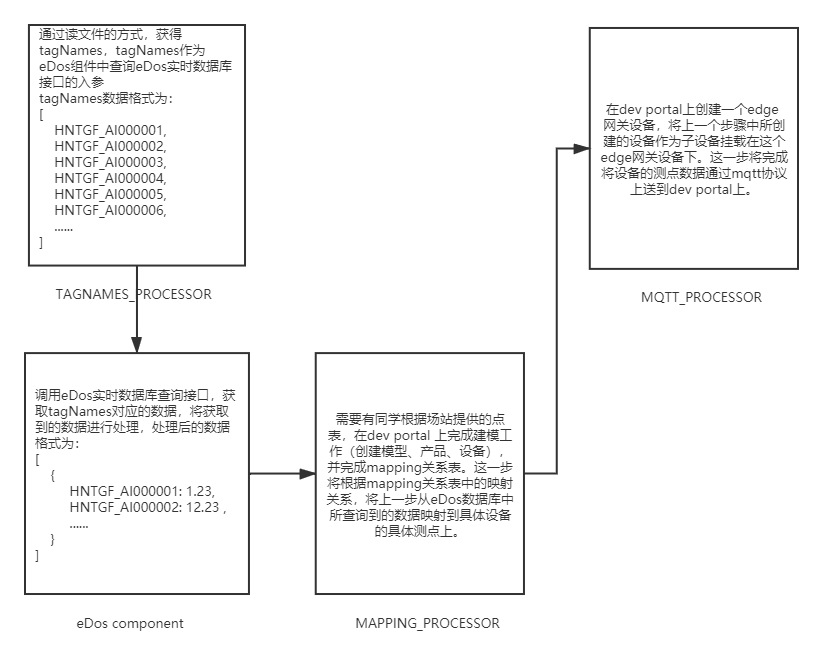 通过读文件的方式，获得
tagNames，tagNames作为
eDos组件中查询eDos实时数据库
接口的入参
tagNames数据格式为：
[
HNTGF_AI000001,
HNTGF_AI000002,
HNTGF_AI000003,
HNTGF_AI000004,
HNTGF_AI000005,
HNTGF_AI000006,
......
]
TAGNAMES_PROCESSOR
调用eDos实时数据库查询接口，获
取tagNames对应的数据，将获取
到的数据进行处理，处理后的数据
格式为：
[
{
HNTGF_AI000001: 1.23,
HNTGF_AI000002: 12.23 ,
......
}
]
eDos component
需要有同学根据场站提供的点
表，在dev portal 上完成建模工
作（创建模型、产品、设备），
并完成mapping关系表。这一步
将根据mapping关系表中的映射
关系，将上一步从eDos数据库中
所查询到的数据映射到具体设备
的具体测点上。
MAPPING_PROCESSOR
在dev portal上创建一个edge
网关设备，将上一个步骤中所创
建的设备作为子设备挂载在这个
edge网关设备下。这一步将完成
将设备的测点数据通过mqtt协议
上送到dev portal上。
MQTT_PROCESSOR